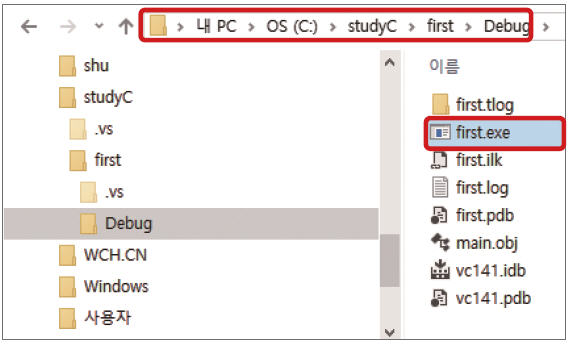 내 PC > OS (C:) > studyC > first > Debug >
shu
studyC
.vs
first
.vs
Debug
WCH.CN
Windows
사용자
이름
first.tlog
first.exe
first.ilk
first.log
first.pdb
main.obj
vc141.idb
vc141.pdb